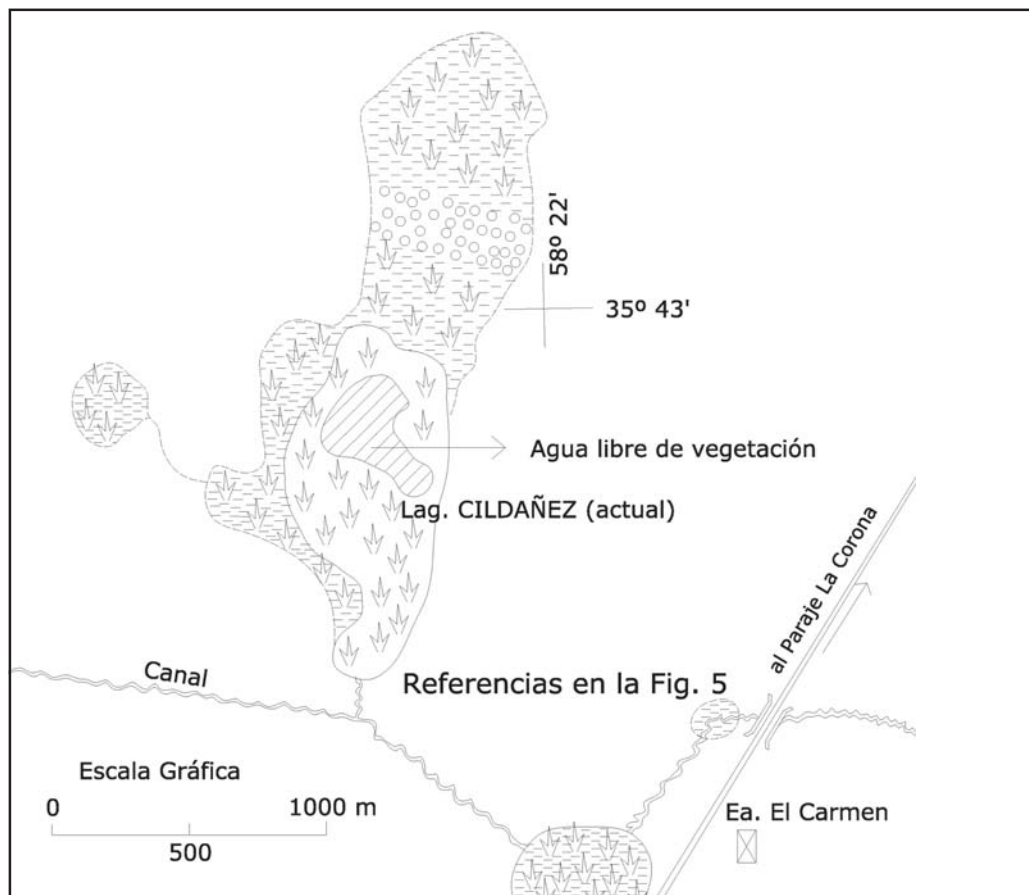 58º 22'
35º 43'
Agua libre de vegetación
Lag. CILDAÑEZ (actual)
al Paraje La Corona
Canal
Referencias en la Fig. 5
Escala Gráfica
0 1000 m
500
Ea. El Carmen